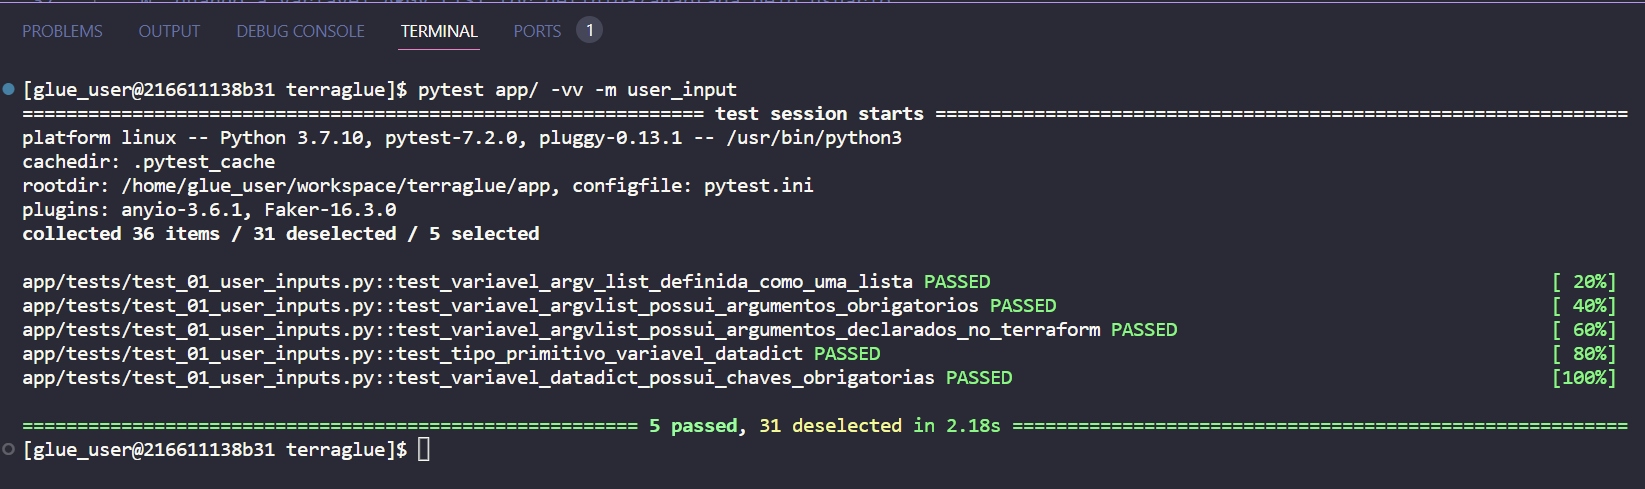 PROBLEMS OUTPUT DEBUG CONSOLE TERMINAL PORTS 1
[glue_user@216611138b31 terraglue]$ pytest app/ -vv -m user_input
============================================================== test session starts ===============================================================
platform linux -- Python 3.7.10, pytest-7.2.0, pluggy-0.13.1 -- /usr/bin/python3
cachedir: .pytest_cache
rootdir: /home/glue_user/workspace/terraglue/app, configfile: pytest.ini
plugins: anyio-3.6.1, Faker-16.3.0
collected 36 items / 31 deselected / 5 selected
app/tests/test_01_user_inputs.py::test_variavel_argv_list_definida_como_uma_lista PASSED [ 20%]
app/tests/test_01_user_inputs.py::test_variavel_argvlist_possui_argumentos_obrigatorios PASSED [ 40%]
app/tests/test_01_user_inputs.py::test_variavel_argvlist_possui_argumentos_declarados_no_terraform PASSED [ 60%]
app/tests/test_01_user_inputs.py::test_tipo_primitivo_variavel_datadict PASSED [ 80%]
app/tests/test_01_user_inputs.py::test_variavel_datadict_possui_chaves_obrigatorias PASSED [100%]
======================================================== 5 passed, 31 deselected in 2.18s ========================================================
[glue_user@216611138b31 terraglue]$